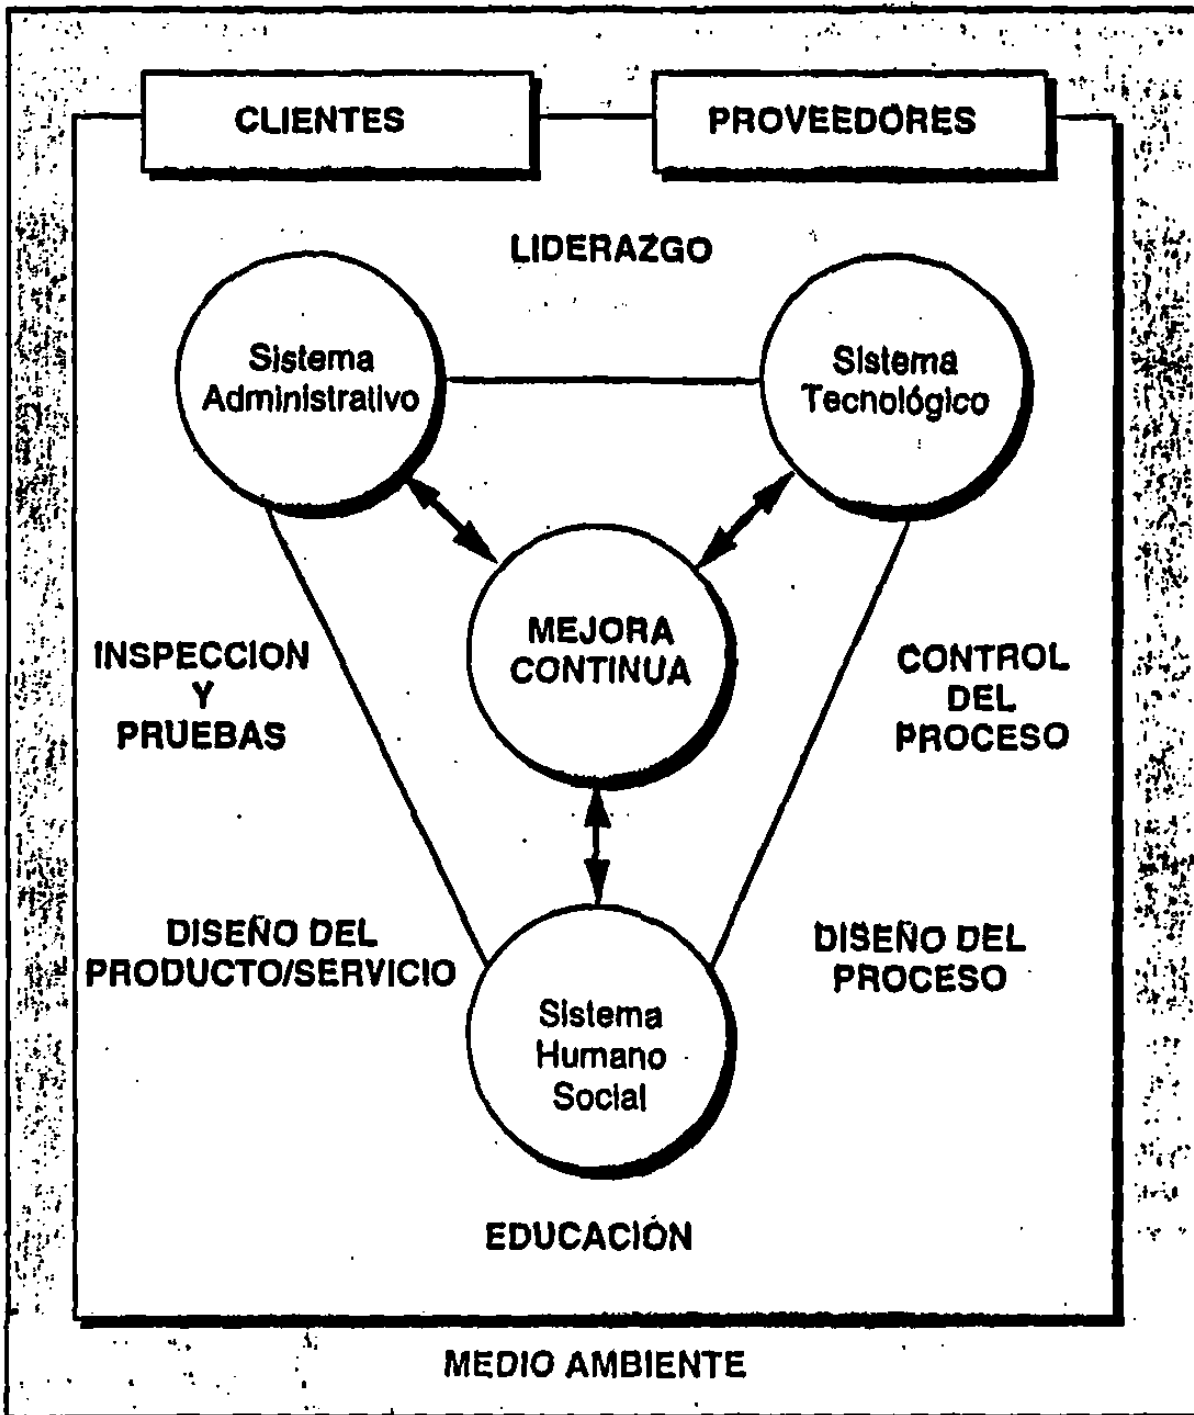 CLIENTES
PROVEEDORES
LIDERAZGO
Sistema
Administrativo
Sistema
Tecnológico
MEJORA
CONTINUA
INSPECCION
Y
PRUEBAS
CONTROL
DEL
PROCESO
DISEÑO DEL
PRODUCTO/SERVICIO
DISEÑO DEL
PROCESO
Sistema
Humano
Social
EDUCACIÓN
MEDIO AMBIENTE